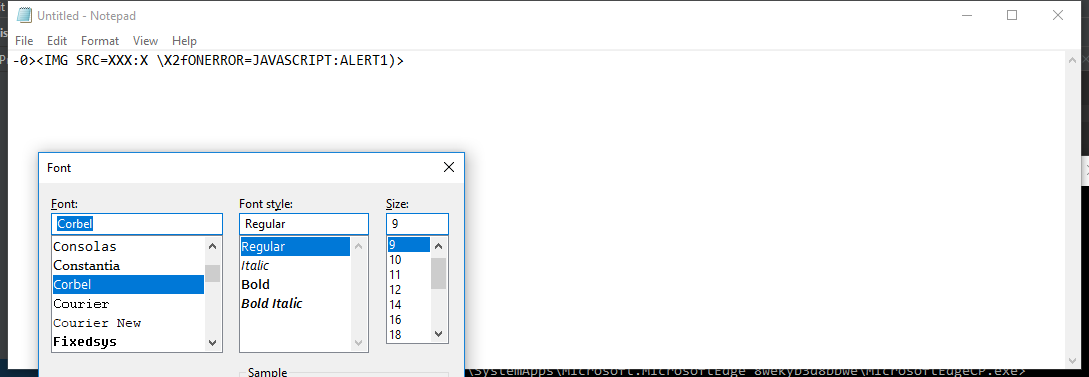 Untitled - Notepad
File Edit Format View Help
-0><IMG SRC=XXX:X \X2fONERROR=JAVASCRIPT:ALERT1)>
Font
Font: Font style: Size:
Corbel Regular 9
Consolas Regular 9
Constantia Italic 10
Corbel Bold 11
Courier Bold Italic 12
Courier New 14
Fixedsys 16
18
Sample
\SystemApps\Microsoft.MicrosoftEdge_8wekyb3d8bbwe\MicrosoftEdgeCP.exe>